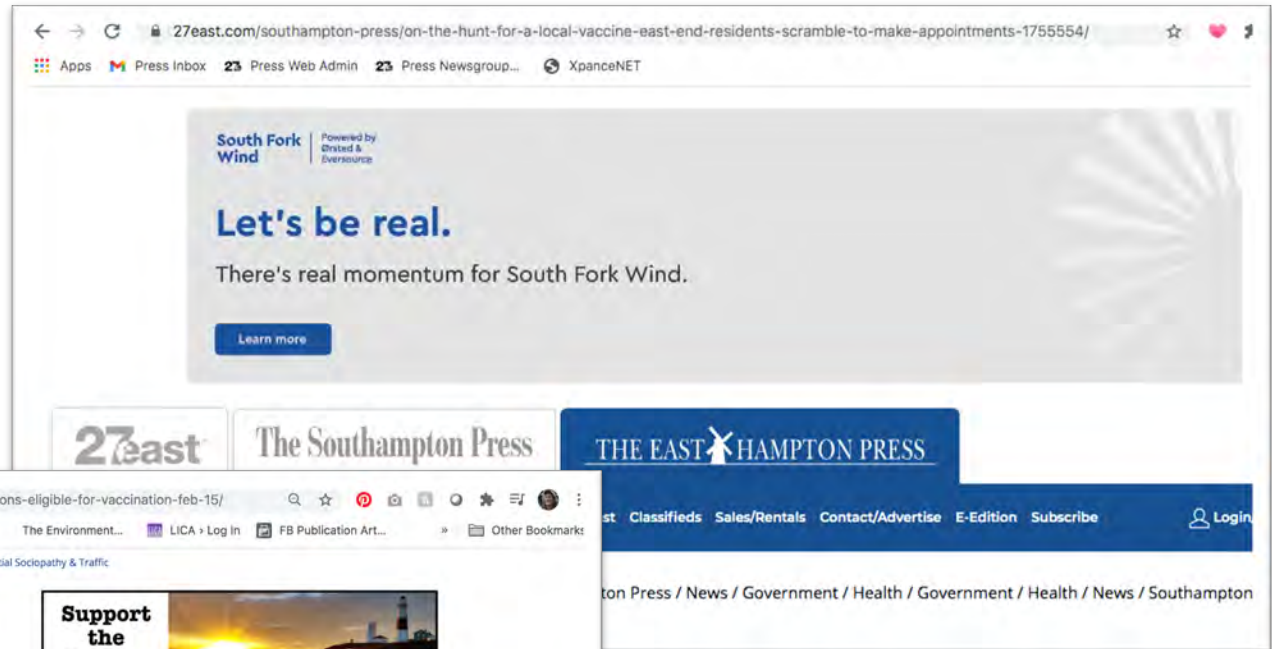 27east.com/southampton-press/on-the-hunt-for-a-local-vaccine-east-end-residents-scramble-to-make-appointments-1755554/
Apps Press Inbox 27 Press Web Admin 27 Press Newsgroup... XpanceNET
South Fork Wind
Powered by Ørsted & Eversource
Let's be real.
There's real momentum for South Fork Wind.
Learn more
27east The Southampton Press THE EAST HAMPTON PRESS
st Classifieds Sales/Rentals Contact/Advertise E-Edition Subscribe Login
ton Press / News / Government / Health / Government / Health / News / Southampton
ons-eligible-for-vaccination-feb-15/
The Environment... LICA › Log In FB Publication Art... » Other Bookmarks
ial Sociopathy & Traffic
Support
the